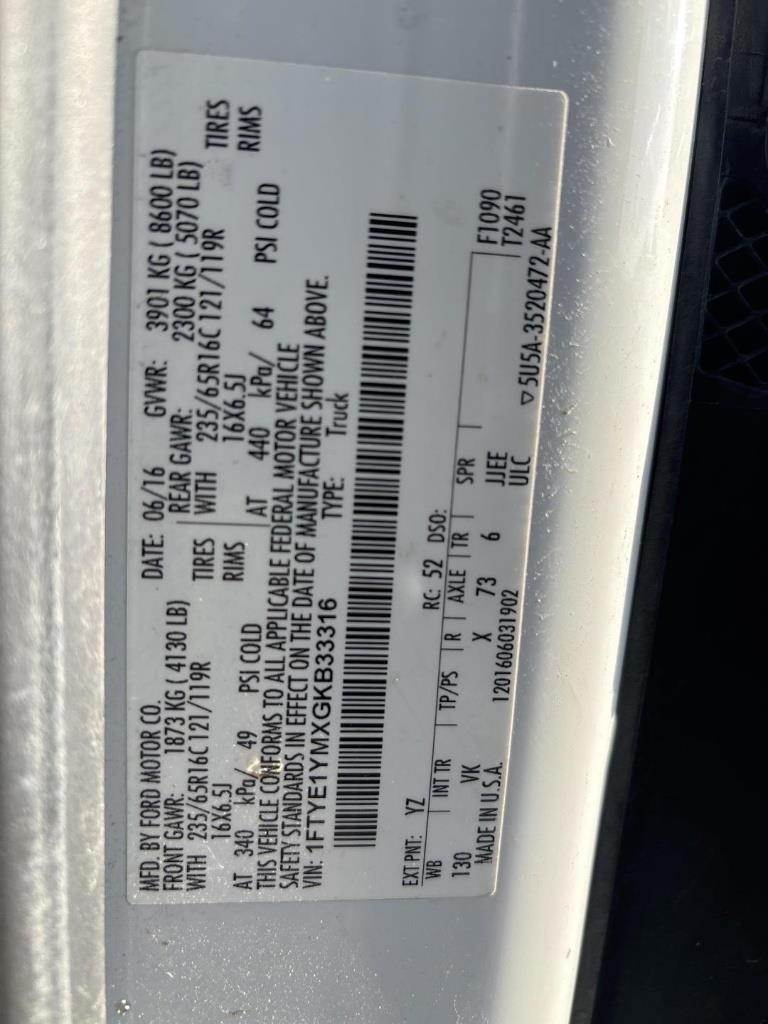 MFD. BY FORD MOTOR CO. DATE: 06/16 GVWR: 3901 KG ( 8600 LB)
FRONT GAWR: 1873 KG ( 4130 LB) REAR GAWR: 2300 KG ( 5070 LB)
WITH 235/65R16C 121/119R TIRES WITH 235/65R16C 121/119R TIRES
16X6.5J RIMS 16X6.5J RIMS
AT 340 kPa/ 49 PSI COLD AT 440 kPa/ 64 PSI COLD
THIS VEHICLE CONFORMS TO ALL APPLICABLE FEDERAL MOTOR VEHICLE
SAFETY STANDARDS IN EFFECT ON THE DATE OF MANUFACTURE SHOWN ABOVE.
VIN: 1FTYE1YMXGKB33316 TYPE: Truck
EXT PNT: YZ RC: 52 DSO:
WB INT TR TP/PS R AXLE TR SPR F1090
130 VK X 73 6 JJEE T2461
MADE IN U.S.A. 1201606031902 ULC ▽5U5A-3520472-AA